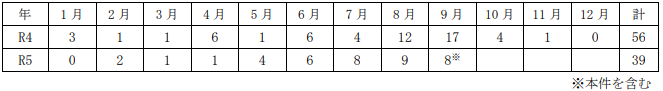 年 1月 2月 3月 4月 5月 6月 7月 8月 9月 10月 11月 12月 計
R4 3 1 1 6 1 6 4 12 17 4 1 0 56
R5 0 2 1 1 4 6 8 9 8※ 39
※本件を含む